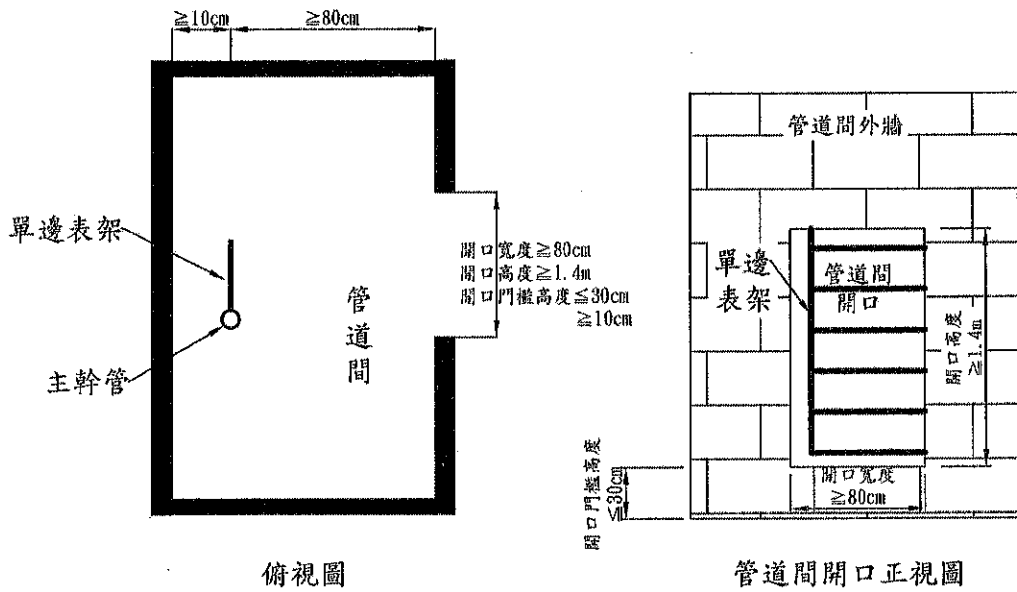 ≧10cm
≧80cm
單邊表架
主幹管
管道間
開口寬度≧80cm
開口高度≧1.4m
開口門檻高度≦30cm
≧10cm
俯視圖
管道間外牆
單邊
表架
管道間
開口
開口高度
≧1.4m
開口寬度
≧80cm
開口門檻高度
≦30cm
管道間開口正視圖